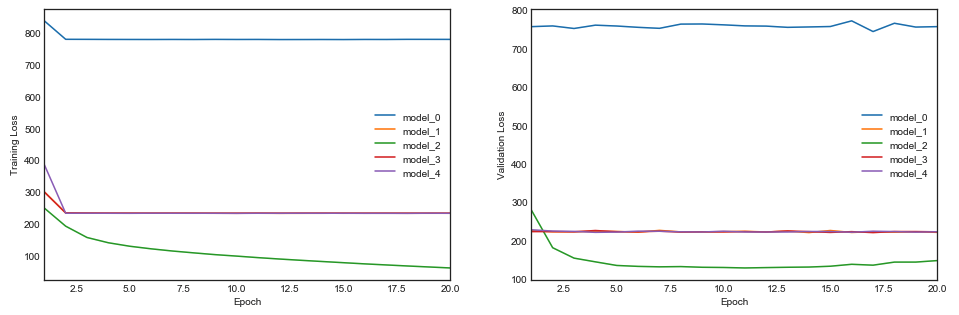 800
700
600
500
400
300
200
100
Training Loss
model_0
model_1
model_2
model_3
model_4
2.5 5.0 7.5 10.0 12.5 15.0 17.5 20.0
Epoch
800
700
600
500
400
300
200
100
Validation Loss
model_0
model_1
model_2
model_3
model_4
2.5 5.0 7.5 10.0 12.5 15.0 17.5 20.0
Epoch